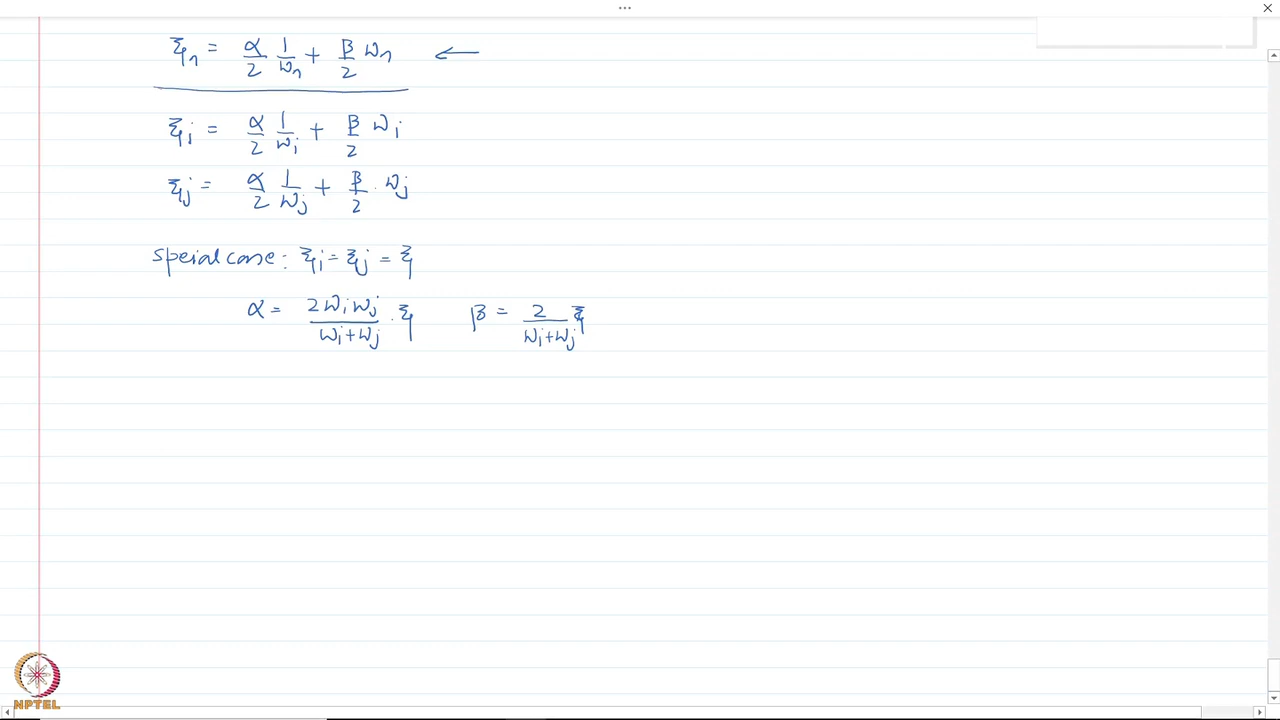 ξn = α/2 1/ωn + β/2 ωn ←
ξi = α/2 1/ωi + β/2 ωi
ξj = α/2 1/ωj + β/2 . ωj
speial case: ξi = ξj = ξ
α = 2ωiωj/ωi+ωj . ξ β = 2/ωi+ωj ξ
NPTEL